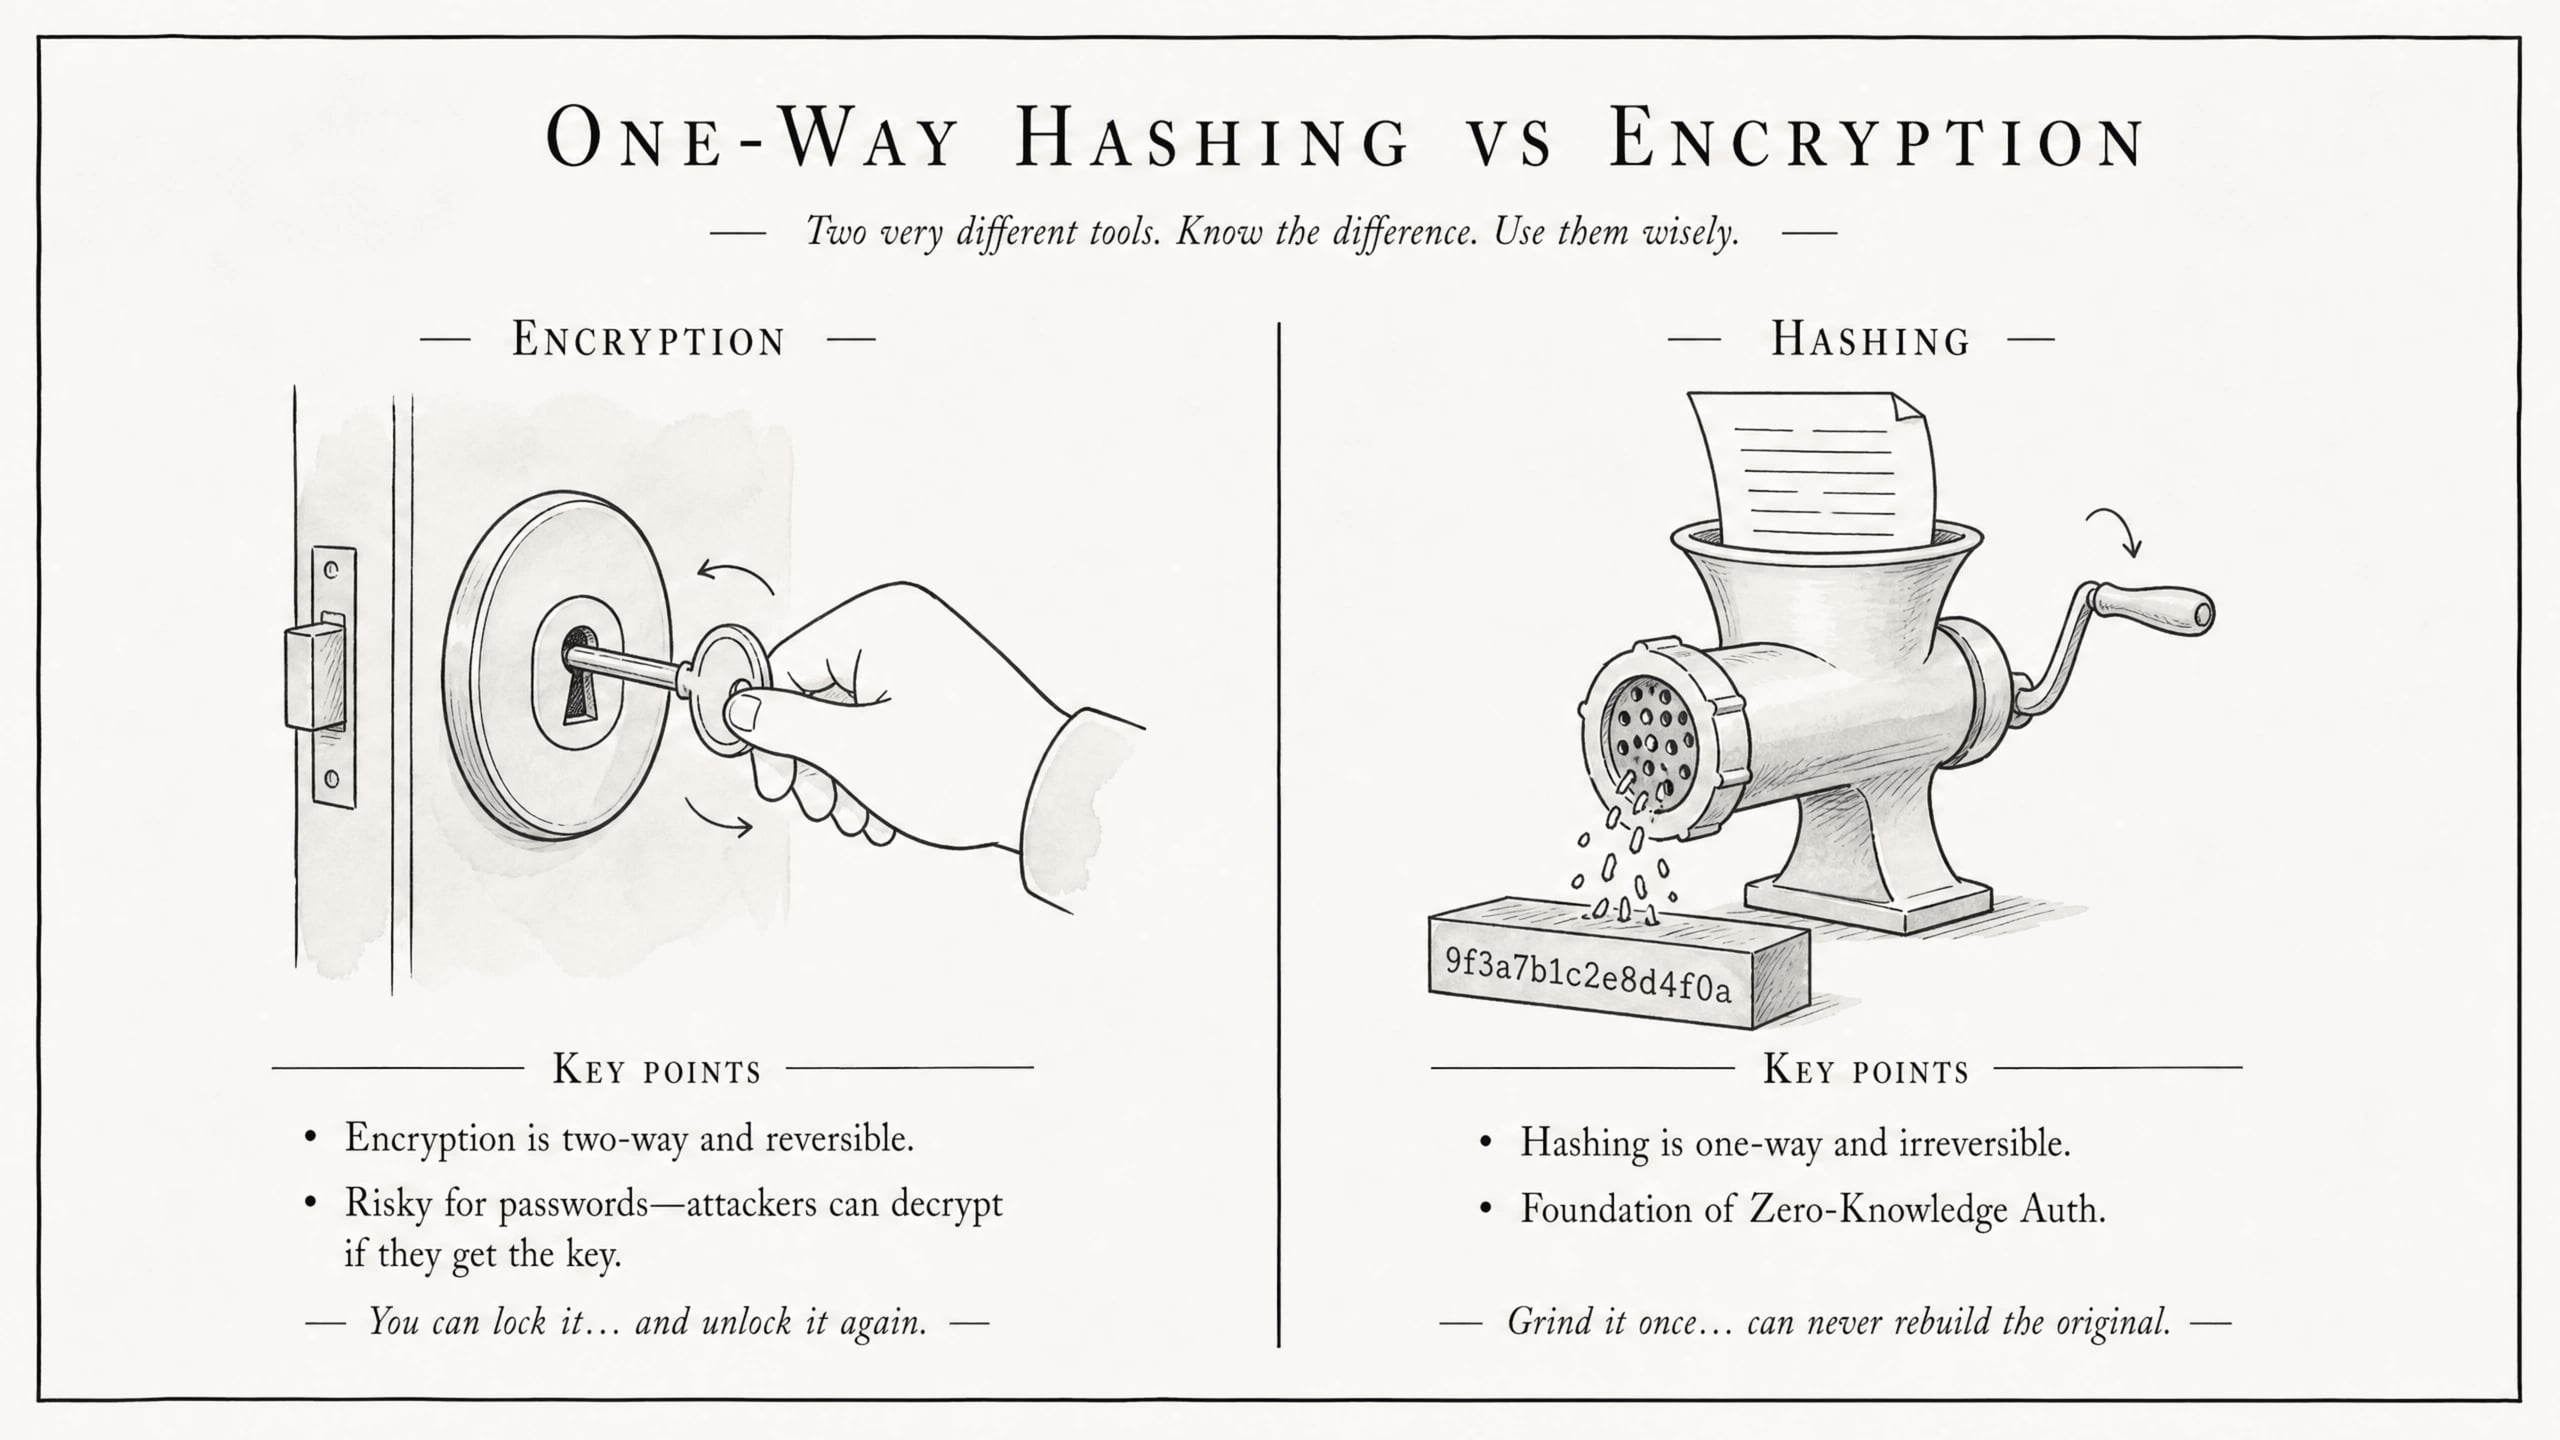 One-Way Hashing vs Encryption
— Two very different tools. Know the difference. Use them wisely. —
— Encryption —
Key points
• Encryption is two-way and reversible.
• Risky for passwords—attackers can decrypt
if they get the key.
— You can lock it... and unlock it again. —
— Hashing —
9f3a7b1c2e8d4f0a
Key points
• Hashing is one-way and irreversible.
• Foundation of Zero-Knowledge Auth.
— Grind it once... can never rebuild the original. —